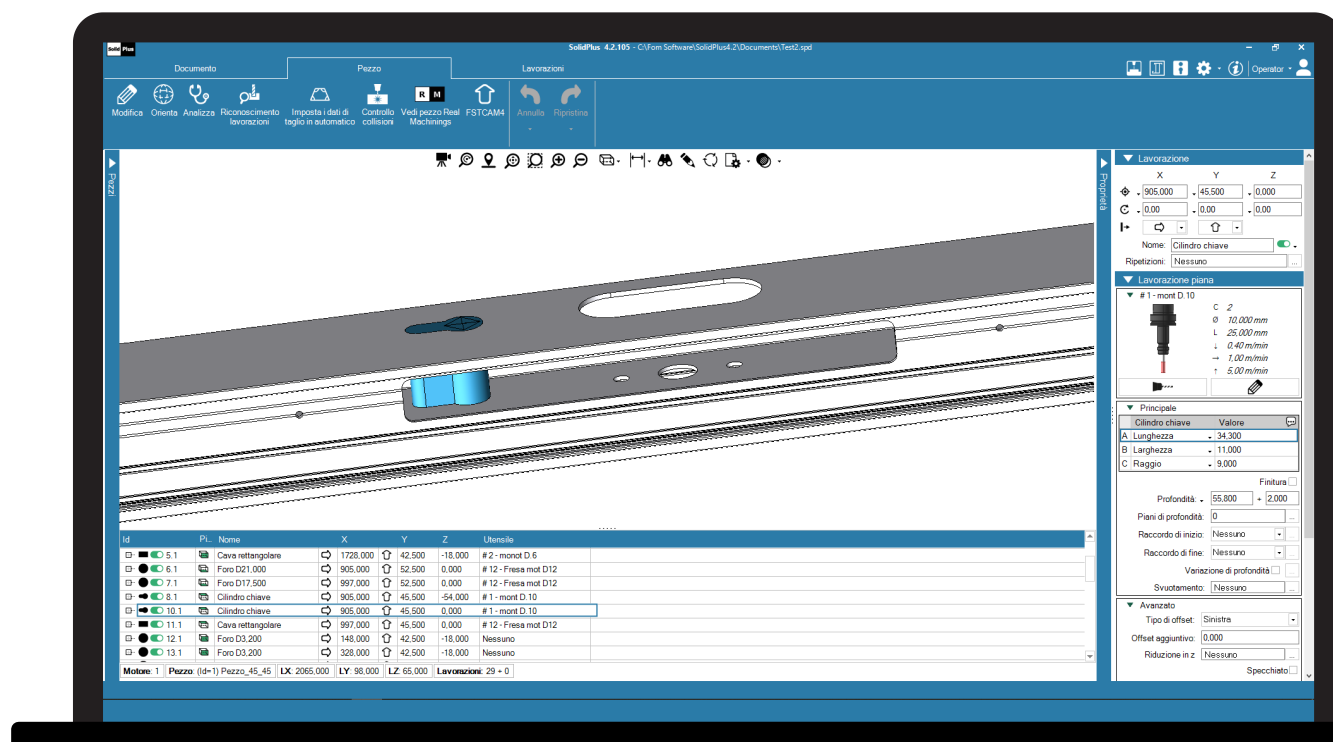 Solid Plus
SolidPlus 4.2.105 - C:\Fom Software\SolidPlus4.2\Documents\Test2.spd
Documento Pezzo Lavorazioni
Operator
R M
Modifica Orienta Analizza Riconoscimento lavorazioni Imposta i dati di taglio in automatico Controllo collisioni Vedi pezzo Real Machinings FSTCAM4 Annulla Ripristina
Pezzi
Proprietà
Lavorazione
X Y Z
905,000 45,500 0,000
0,00 0,00 0,00
Nome: Cilindro chiave
Ripetizioni: Nessuno ...
Lavorazione piana
# 1 - mont D.10
C 2
Ø 10,000 mm
L 25,000 mm
↓ 0,40 m/min
→ 1,00 m/min
↑ 5,00 m/min
Principale
Cilindro chiave Valore
A Lunghezza 34,300
B Larghezza 11,000
C Raggio 9,000
Finitura
Profondità: 55,800 + 2,000
Piani di profondità: 0 ...
Raccordo di inizio: Nessuno ...
Raccordo di fine: Nessuno ...
Variazione di profondità ...
Svuotamento: Nessuno ...
Avanzato
Tipo di offset: Sinistra
Offset aggiuntivo: 0,000
Riduzione in z Nessuno ...
Specchiato
Id Pi... Nome X Y Z Utensile
5.1 Cava rettangolare 1728,000 42,500 -18,000 # 2 - monot D.6
6.1 Foro D21,000 905,000 52,500 0,000 # 12 - Fresa mot D12
7.1 Foro D17,500 997,000 52,500 0,000 # 12 - Fresa mot D12
8.1 Cilindro chiave 905,000 45,500 -54,000 # 1 - mont D.10
10.1 Cilindro chiave 905,000 45,500 0,000 # 1 - mont D.10
11.1 Cava rettangolare 997,000 45,500 0,000 # 12 - Fresa mot D12
12.1 Foro D3,200 148,000 42,500 -18,000 Nessuno
13.1 Foro D3,200 328,000 42,500 -18,000 Nessuno
Motore: 1 Pezzo: (Id=1) Pezzo_45_45 LX: 2065,000 LY: 98,000 LZ: 65,000 Lavorazioni: 29 + 0